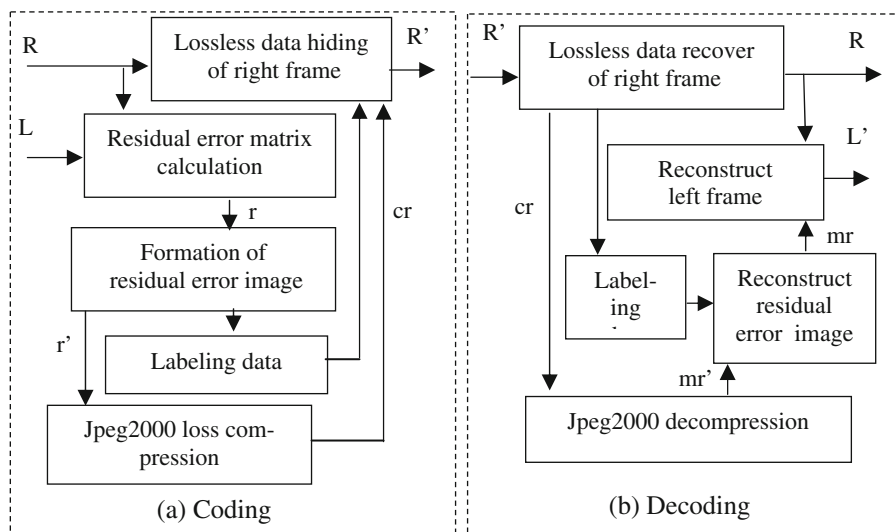 R
Lossless data hiding
of right frame
R’
L
Residual error matrix
calculation
r
cr
Formation of
residual error image
r’
Labeling data
Jpeg2000 loss com-
pression
(a) Coding
R’
Lossless data recover
of right frame
R
L’
Reconstruct
left frame
cr
mr
Label-
ing
Reconstruct
residual
error image
mr’
Jpeg2000 decompression
(b) Decoding